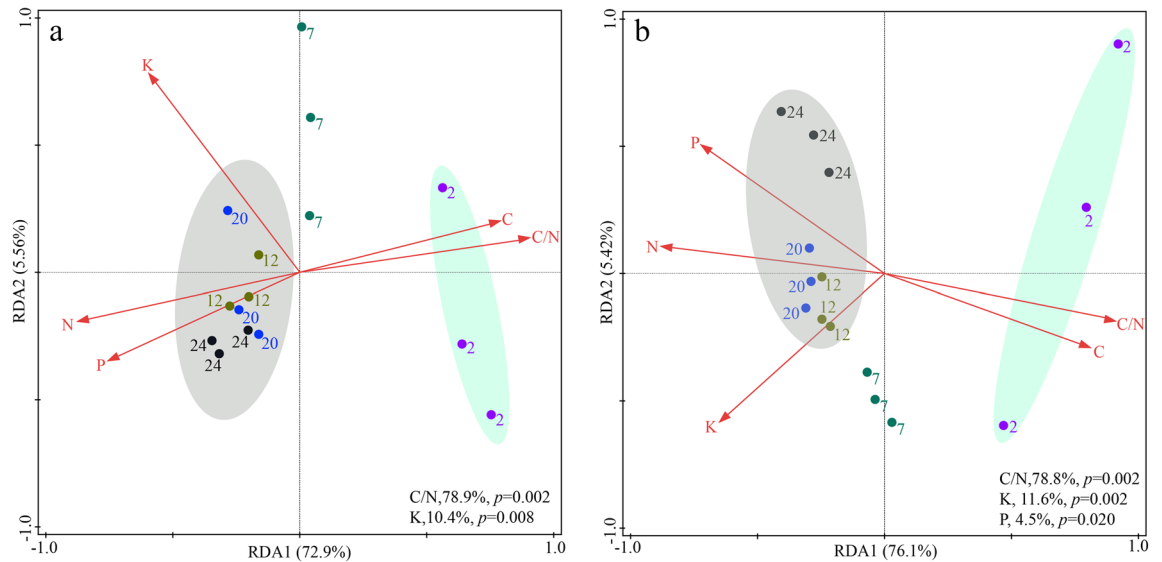 a
1.0
K
7
7
7
2
20
C
C/N
12
12
12
N
20
20
24
24
24
P
2
2
RDA2 (5.56%)
C/N,78.9%, p=0.002
K,10.4%, p=0.008
-1.0
-1.0
1.0
RDA1 (72.9%)
b
1.0
2
24
24
24
P
2
N
20
20
12
20
12
12
C/N
C
7
7
7
K
2
RDA2 (5.42%)
C/N,78.8%, p=0.002
K, 11.6%, p=0.002
P, 4.5%, p=0.020
-1.0
-1.0
1.0
RDA1 (76.1%)